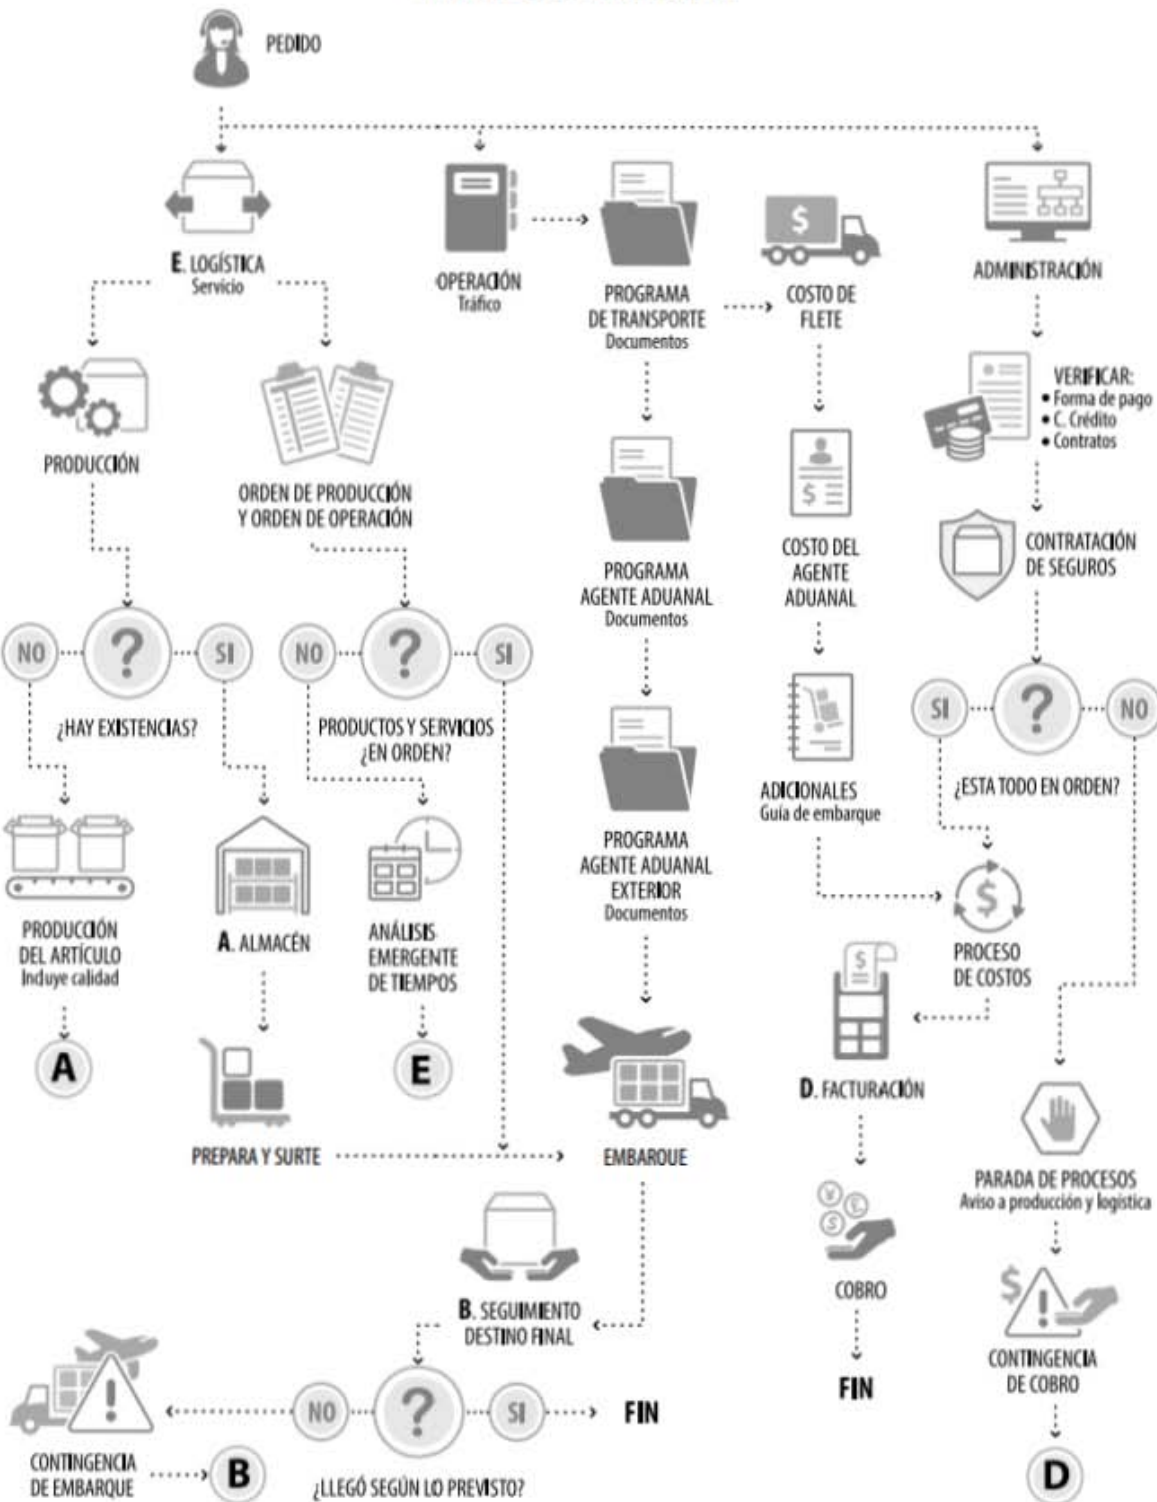 PEDIDO
E. LOGÍSTICA
Servicio
OPERACIÓN
Tráfico
PROGRAMA
DE TRANSPORTE
Documentos
$
COSTO DE
FLETE
ADMINISTRACIÓN
PRODUCCIÓN
ORDEN DE PRODUCCIÓN
Y ORDEN DE OPERACIÓN
PROGRAMA
AGENTE ADUANAL
Documentos
$
COSTO DEL
AGENTE
ADUANAL
VERIFICAR:
• Forma de pago
• C. Crédito
• Contratos
CONTRATACIÓN
DE SEGUROS
NO
?
SI
¿HAY EXISTENCIAS?
NO
?
SI
PRODUCTOS Y SERVICIOS
¿EN ORDEN?
SI
?
NO
¿ESTA TODO EN ORDEN?
ADICIONALES
Guía de embarque
PROGRAMA
AGENTE ADUANAL
EXTERIOR
Documentos
PRODUCCIÓN
DEL ARTÍCULO
Incluye calidad
A
A. ALMACÉN
ANÁLISIS
EMERGENTE
DE TIEMPOS
E
$
PROCESO
DE COSTOS
$
D. FACTURACIÓN
PREPARA Y SURTE
EMBARQUE
PARADA DE PROCESOS
Aviso a producción y logística
¥
£
$
COBRO
FIN
B. SEGUIMIENTO
DESTINO FINAL
$
!
CONTINGENCIA
DE COBRO
D
!
CONTINGENCIA
DE EMBARQUE
B
NO
?
SI
FIN
¿LLEGÓ SEGÚN LO PREVISTO?